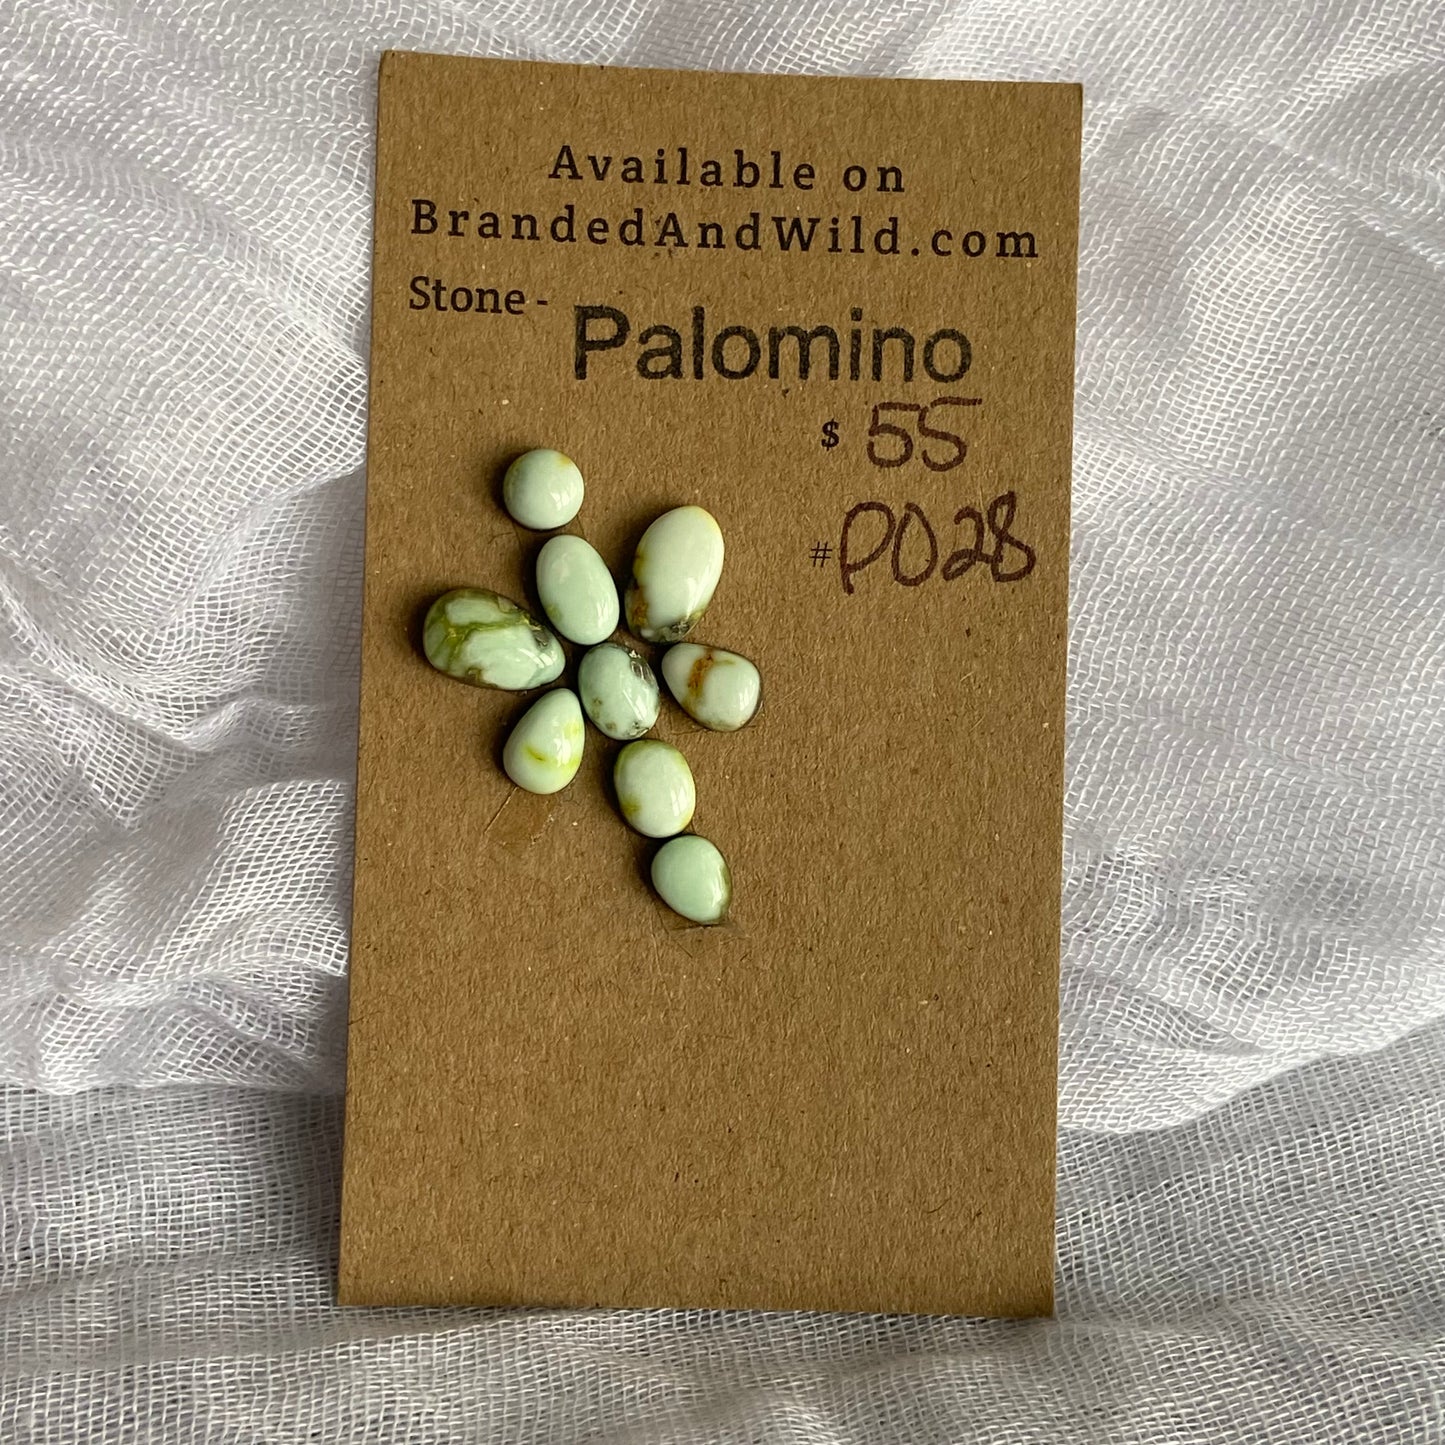 Available on
BrandedAndWild.com
Stone - Palomino
$ 55
# P028